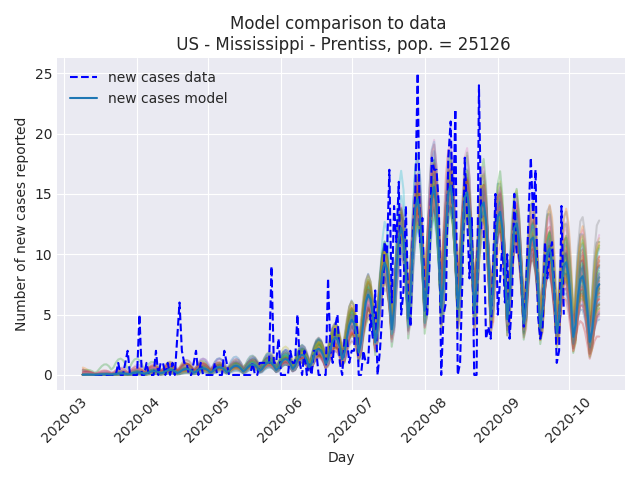 Model comparison to data
US - Mississippi - Prentiss, pop. = 25126
new cases data
new cases model
Number of new cases reported
25
20
15
10
5
0
2020-03
2020-04
2020-05
2020-06
2020-07
2020-08
2020-09
2020-10
Day